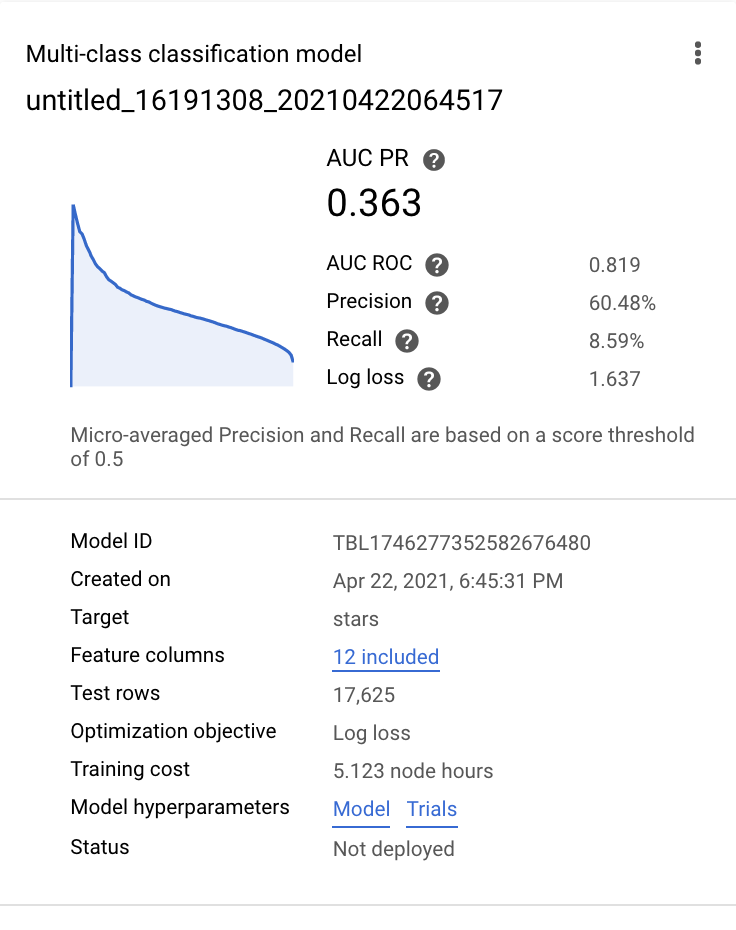 Multi-class classification model
untitled_16191308_20210422064517
AUC PR ?
0.363
AUC ROC ? 0.819
Precision ? 60.48%
Recall ? 8.59%
Log loss ? 1.637
Micro-averaged Precision and Recall are based on a score threshold
of 0.5
Model ID TBL1746277352582676480
Created on Apr 22, 2021, 6:45:31 PM
Target stars
Feature columns 12 included
Test rows 17,625
Optimization objective Log loss
Training cost 5.123 node hours
Model hyperparameters Model Trials
Status Not deployed